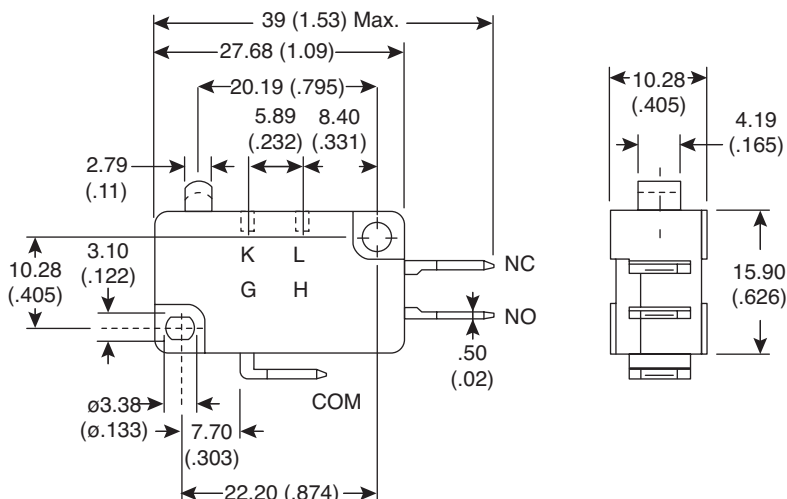 39 (1.53) Max.
27.68 (1.09)
20.19 (.795)
5.89
(.232)
8.40
(.331)
2.79
(.11)
10.28
(.405)
3.10
(.122)
K L
G H
NC
NO
.50
(.02)
COM
ø3.38
(ø.133)
7.70
(.303)
22.20 (.874)
10.28
(.405)
4.19
(.165)
15.90
(.626)